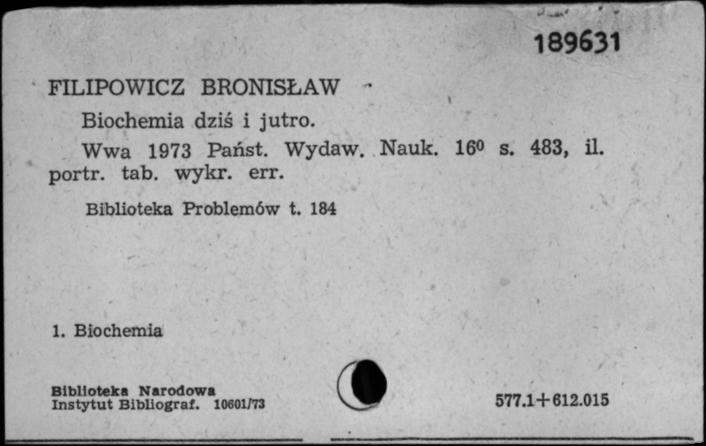 189631
FILIPOWICZ BRONISŁAW
Biochemia dziś i jutro.
Wwa 1973 Państ. Wydaw. Nauk. 16⁰ s. 483, il.
portr. tab. wykr. err.
Biblioteka Problemów t. 184
1. Biochemia
Biblioteka Narodowa
Instytut Bibliograf. 10601/73
577.1+612.015